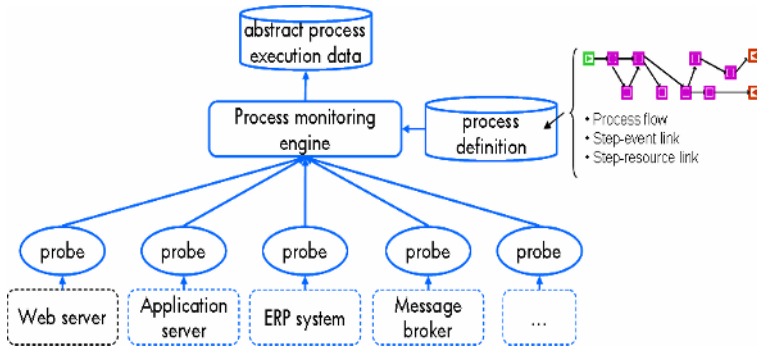 abstract process
execution data
Process monitoring
engine
process
definition
• Process flow
• Step-event link
• Step-resource link
probe
probe
probe
probe
probe
Web server
Application
server
ERP system
Message
broker
...